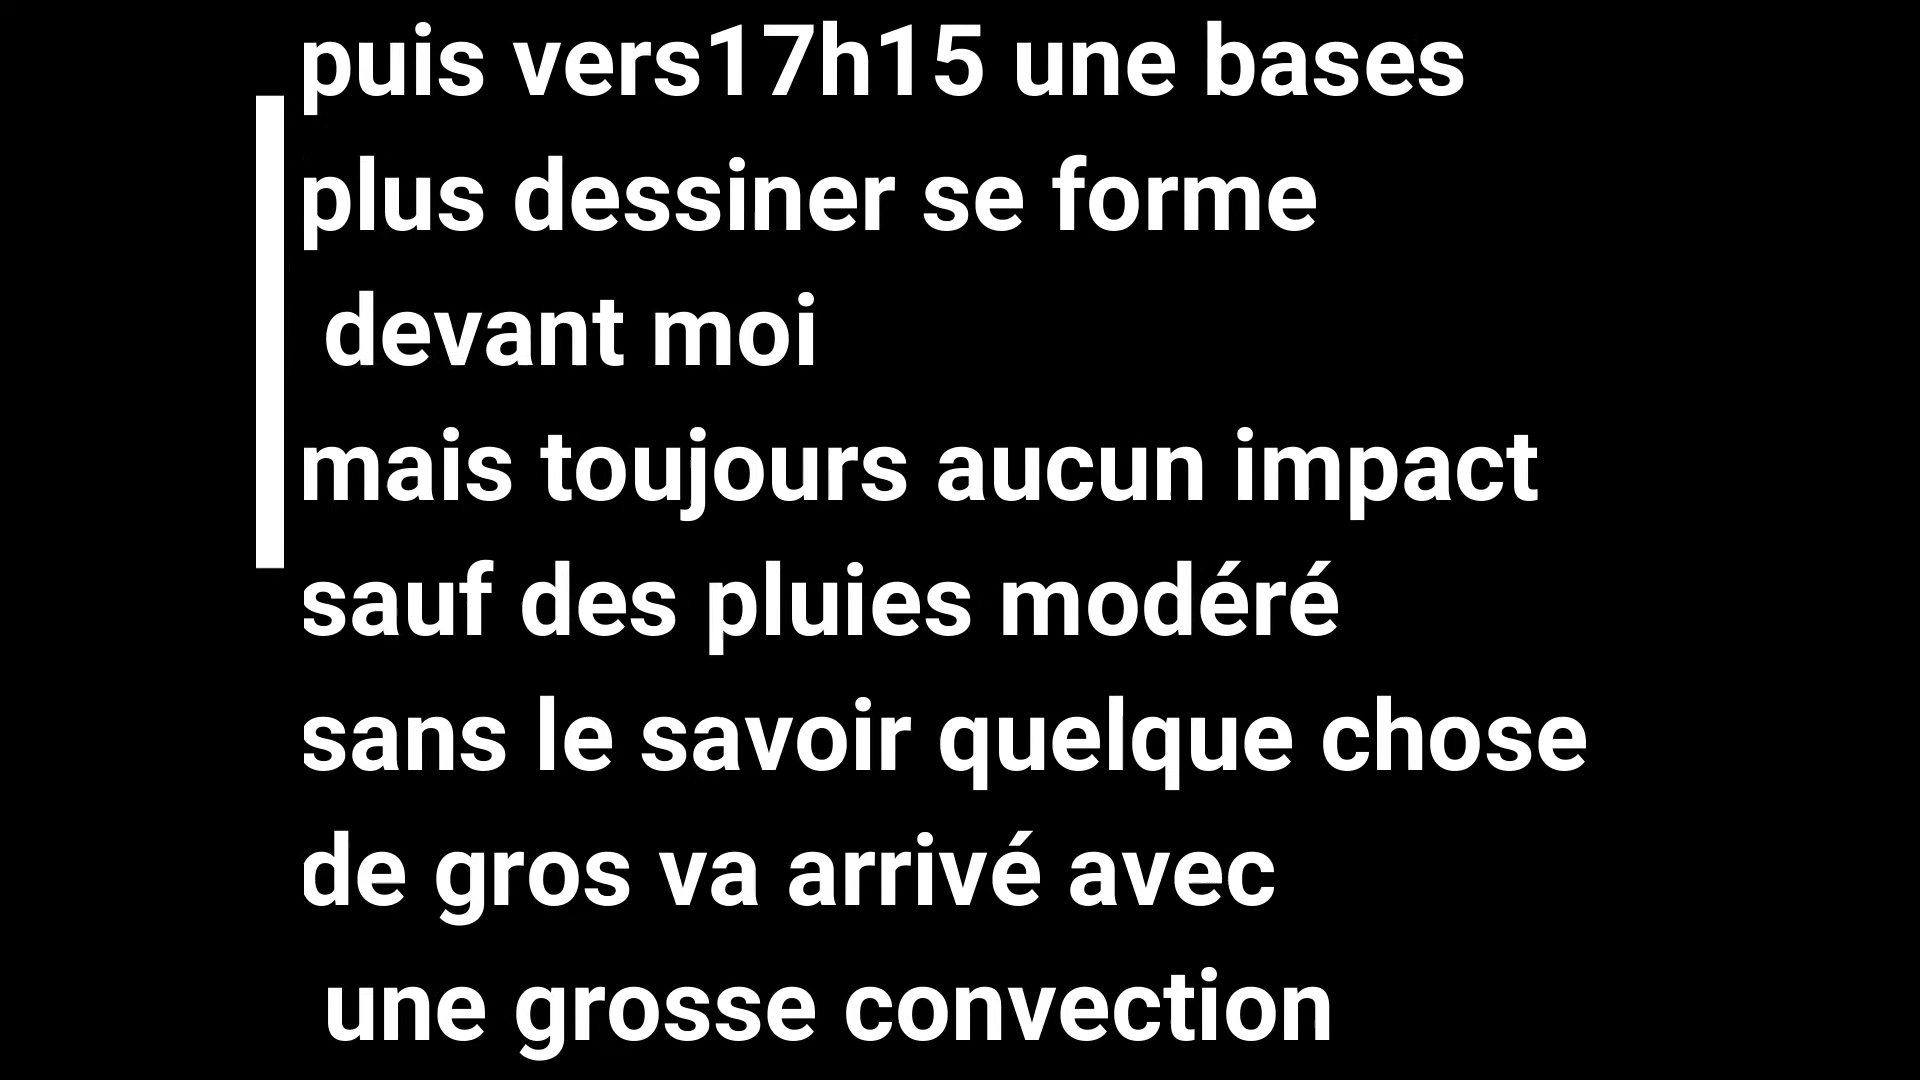 puis vers17h15 une bases
plus dessiner se forme
devant moi
mais toujours aucun impact
sauf des pluies modéré
sans le savoir quelque chose
de gros va arrivé avec
une grosse convection